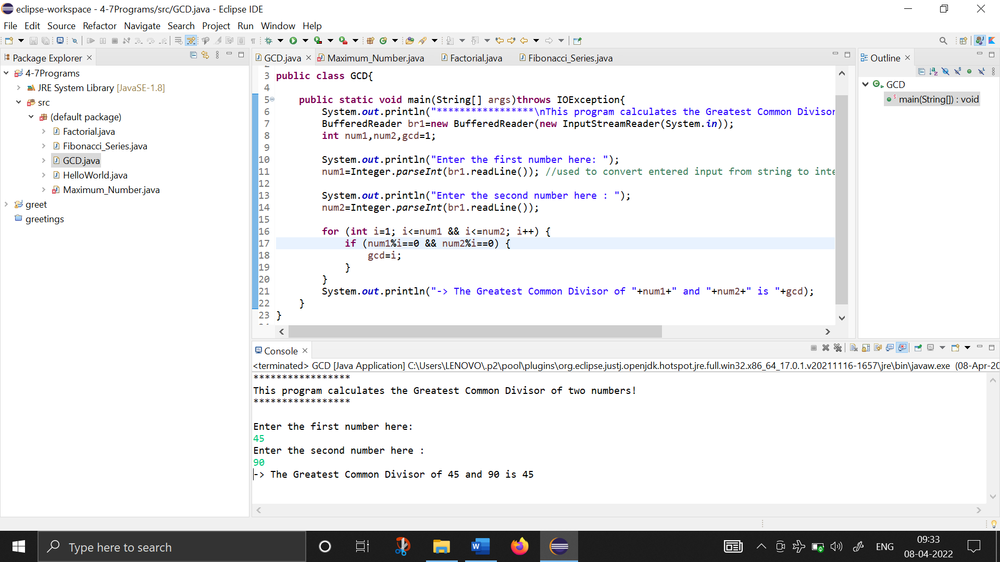 eclipse-workspace - 4-7Programs/src/GCD.java - Eclipse IDE
File Edit Source Refactor Navigate Search Project Run Window Help
Package Explorer
4-7Programs
JRE System Library [JavaSE-1.8]
src
(default package)
Factorial.java
Fibonacci_Series.java
GCD.java
HelloWorld.java
Maximum_Number.java
greet
greetings
GCD.java Maximum_Number.java Factorial.java Fibonacci_Series.java
3 public class GCD{
4
5 public static void main(String[] args)throws IOException{
6 System.out.println("*****************\nThis program calculates the Greatest Common Divisor
7 BufferedReader br1=new BufferedReader(new InputStreamReader(System.in));
8 int num1,num2,gcd=1;
9
10 System.out.println("Enter the first number here: ");
11 num1=Integer.parseInt(br1.readLine()); //used to convert entered input from string to inte
12
13 System.out.println("Enter the second number here : ");
14 num2=Integer.parseInt(br1.readLine());
15
16 for (int i=1; i<=num1 && i<=num2; i++) {
17 if (num1%i==0 && num2%i==0) {
18 gcd=i;
19 }
20 }
21 System.out.println("-> The Greatest Common Divisor of "+num1+" and "+num2+" is "+gcd);
22 }
23 }
Outline
GCD
main(String[]) : void
Console
<terminated> GCD [Java Application] C:\Users\LENOVO\.p2\pool\plugins\org.eclipse.justj.openjdk.hotspot.jre.full.win32.x86_64_17.0.1.v20211116-1657\jre\bin\javaw.exe (08-Apr-20
*****************
This program calculates the Greatest Common Divisor of two numbers!
*****************
Enter the first number here:
45
Enter the second number here :
90
-> The Greatest Common Divisor of 45 and 90 is 45
Type here to search
ENG
09:33
08-04-2022